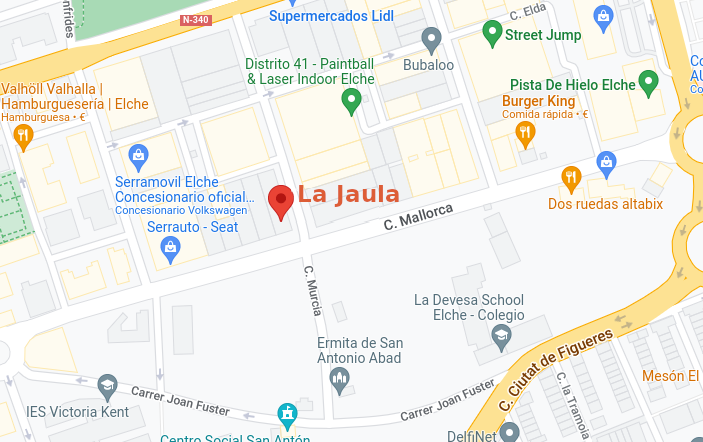 anfrides
N-340
Supermercados Lidl
C. Elda
Street Jump
Bubaloo
Distrito 41 - Paintball
& Laser Indoor Elche
Pista De Hielo Elche
Co
AU
Co
Valhöll Valhalla |
Hamburguesería | Elche
Hamburguesa • €
Burger King
Comida rápida • €
Serramovil Elche
Concesionario oficial...
Concesionario Volkswagen
La Jaula
Dos ruedas altabix
Serrauto - Seat
C. Mallorca
C. Murcia
La Devesa School
Elche - Colegio
Ermita de San
Antonio Abad
C. Ciutat de Figueres
Mesón El
C. la Tramola
IES Victoria Kent
Carrer Joan Fuster
Carrer Joan Fuster
Centro Social San Antón
DelfiNet